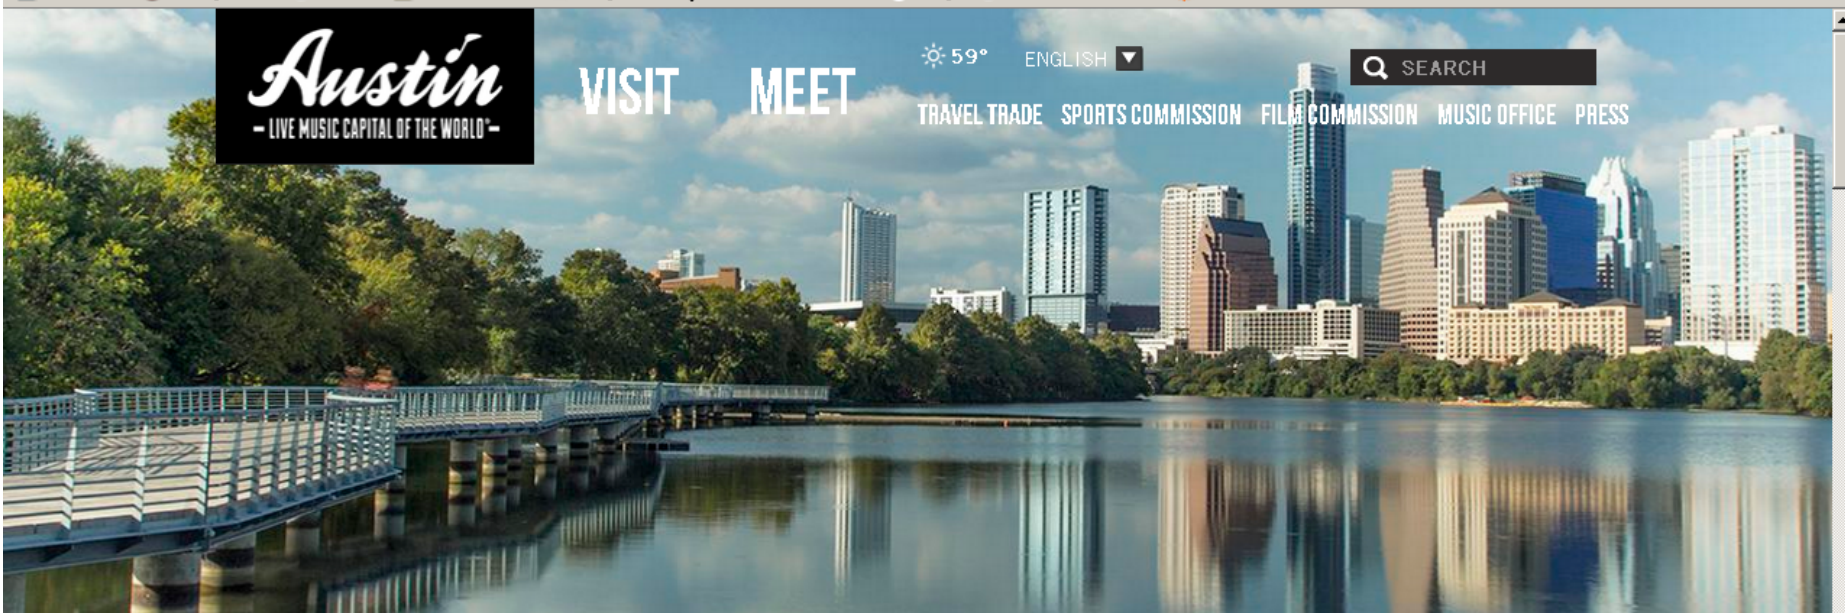 Austin
LIVE MUSIC CAPITAL OF THE WORLD®
VISIT
MEET
59°
ENGLISH
SEARCH
TRAVEL TRADE SPORTS COMMISSION FILM COMMISSION MUSIC OFFICE PRESS